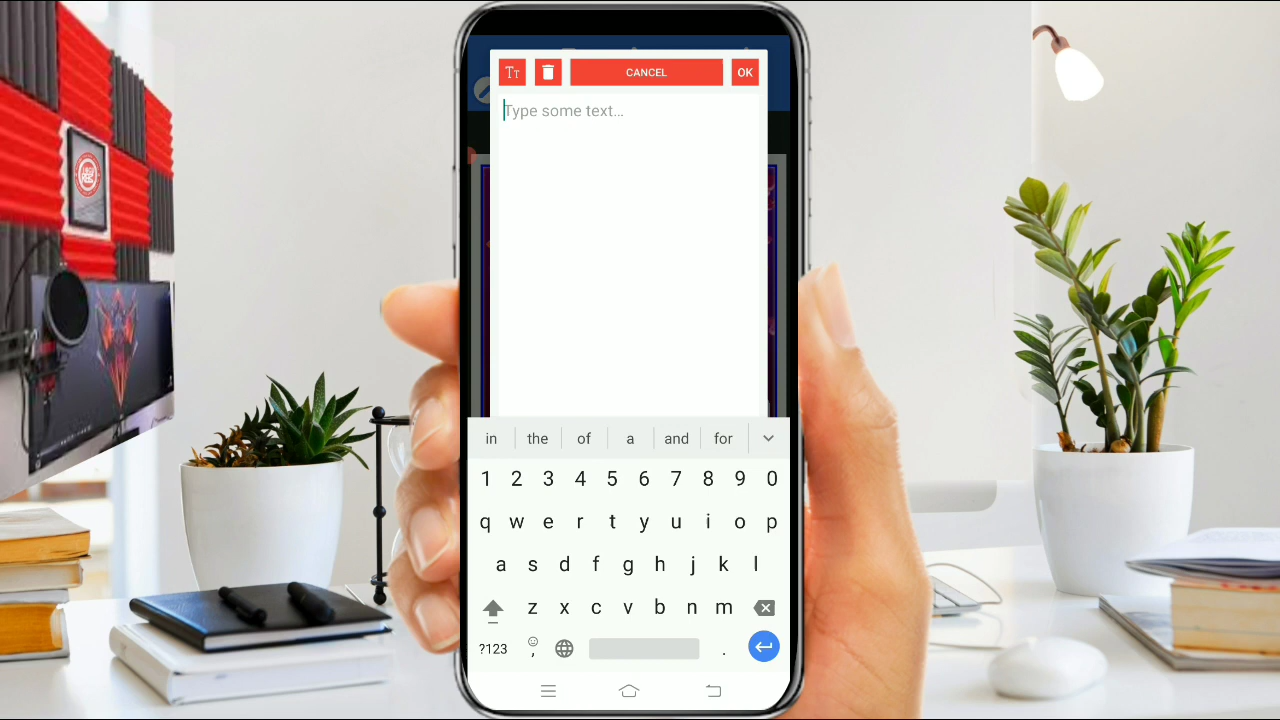 Tт CANCEL OK
Type some text...
in the of a and for
1 2 3 4 5 6 7 8 9 0
q w e r t y u i o p
a s d f g h j k l
z x c v b n m
?123 , .